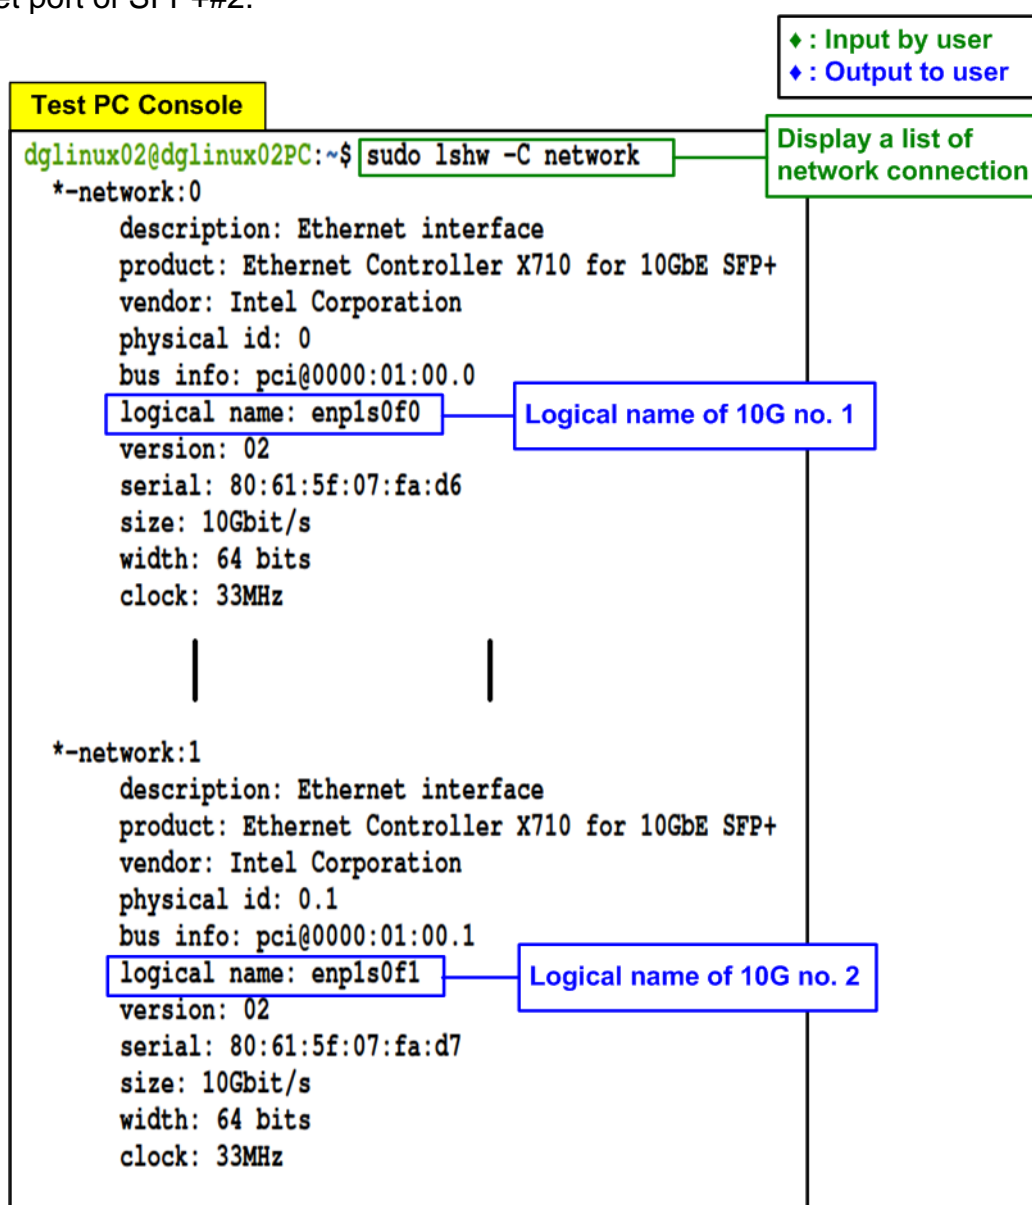 et port of SFP+#2.
♦ : Input by user
♦ : Output to user
Test PC Console
dglinux02@dglinux02PC:~$ sudo lshw -C network
Display a list of
network connection
*-network:0
description: Ethernet interface
product: Ethernet Controller X710 for 10GbE SFP+
vendor: Intel Corporation
physical id: 0
bus info: pci@0000:01:00.0
logical name: enp1s0f0
Logical name of 10G no. 1
version: 02
serial: 80:61:5f:07:fa:d6
size: 10Gbit/s
width: 64 bits
clock: 33MHz
*-network:1
description: Ethernet interface
product: Ethernet Controller X710 for 10GbE SFP+
vendor: Intel Corporation
physical id: 0.1
bus info: pci@0000:01:00.1
logical name: enp1s0f1
Logical name of 10G no. 2
version: 02
serial: 80:61:5f:07:fa:d7
size: 10Gbit/s
width: 64 bits
clock: 33MHz